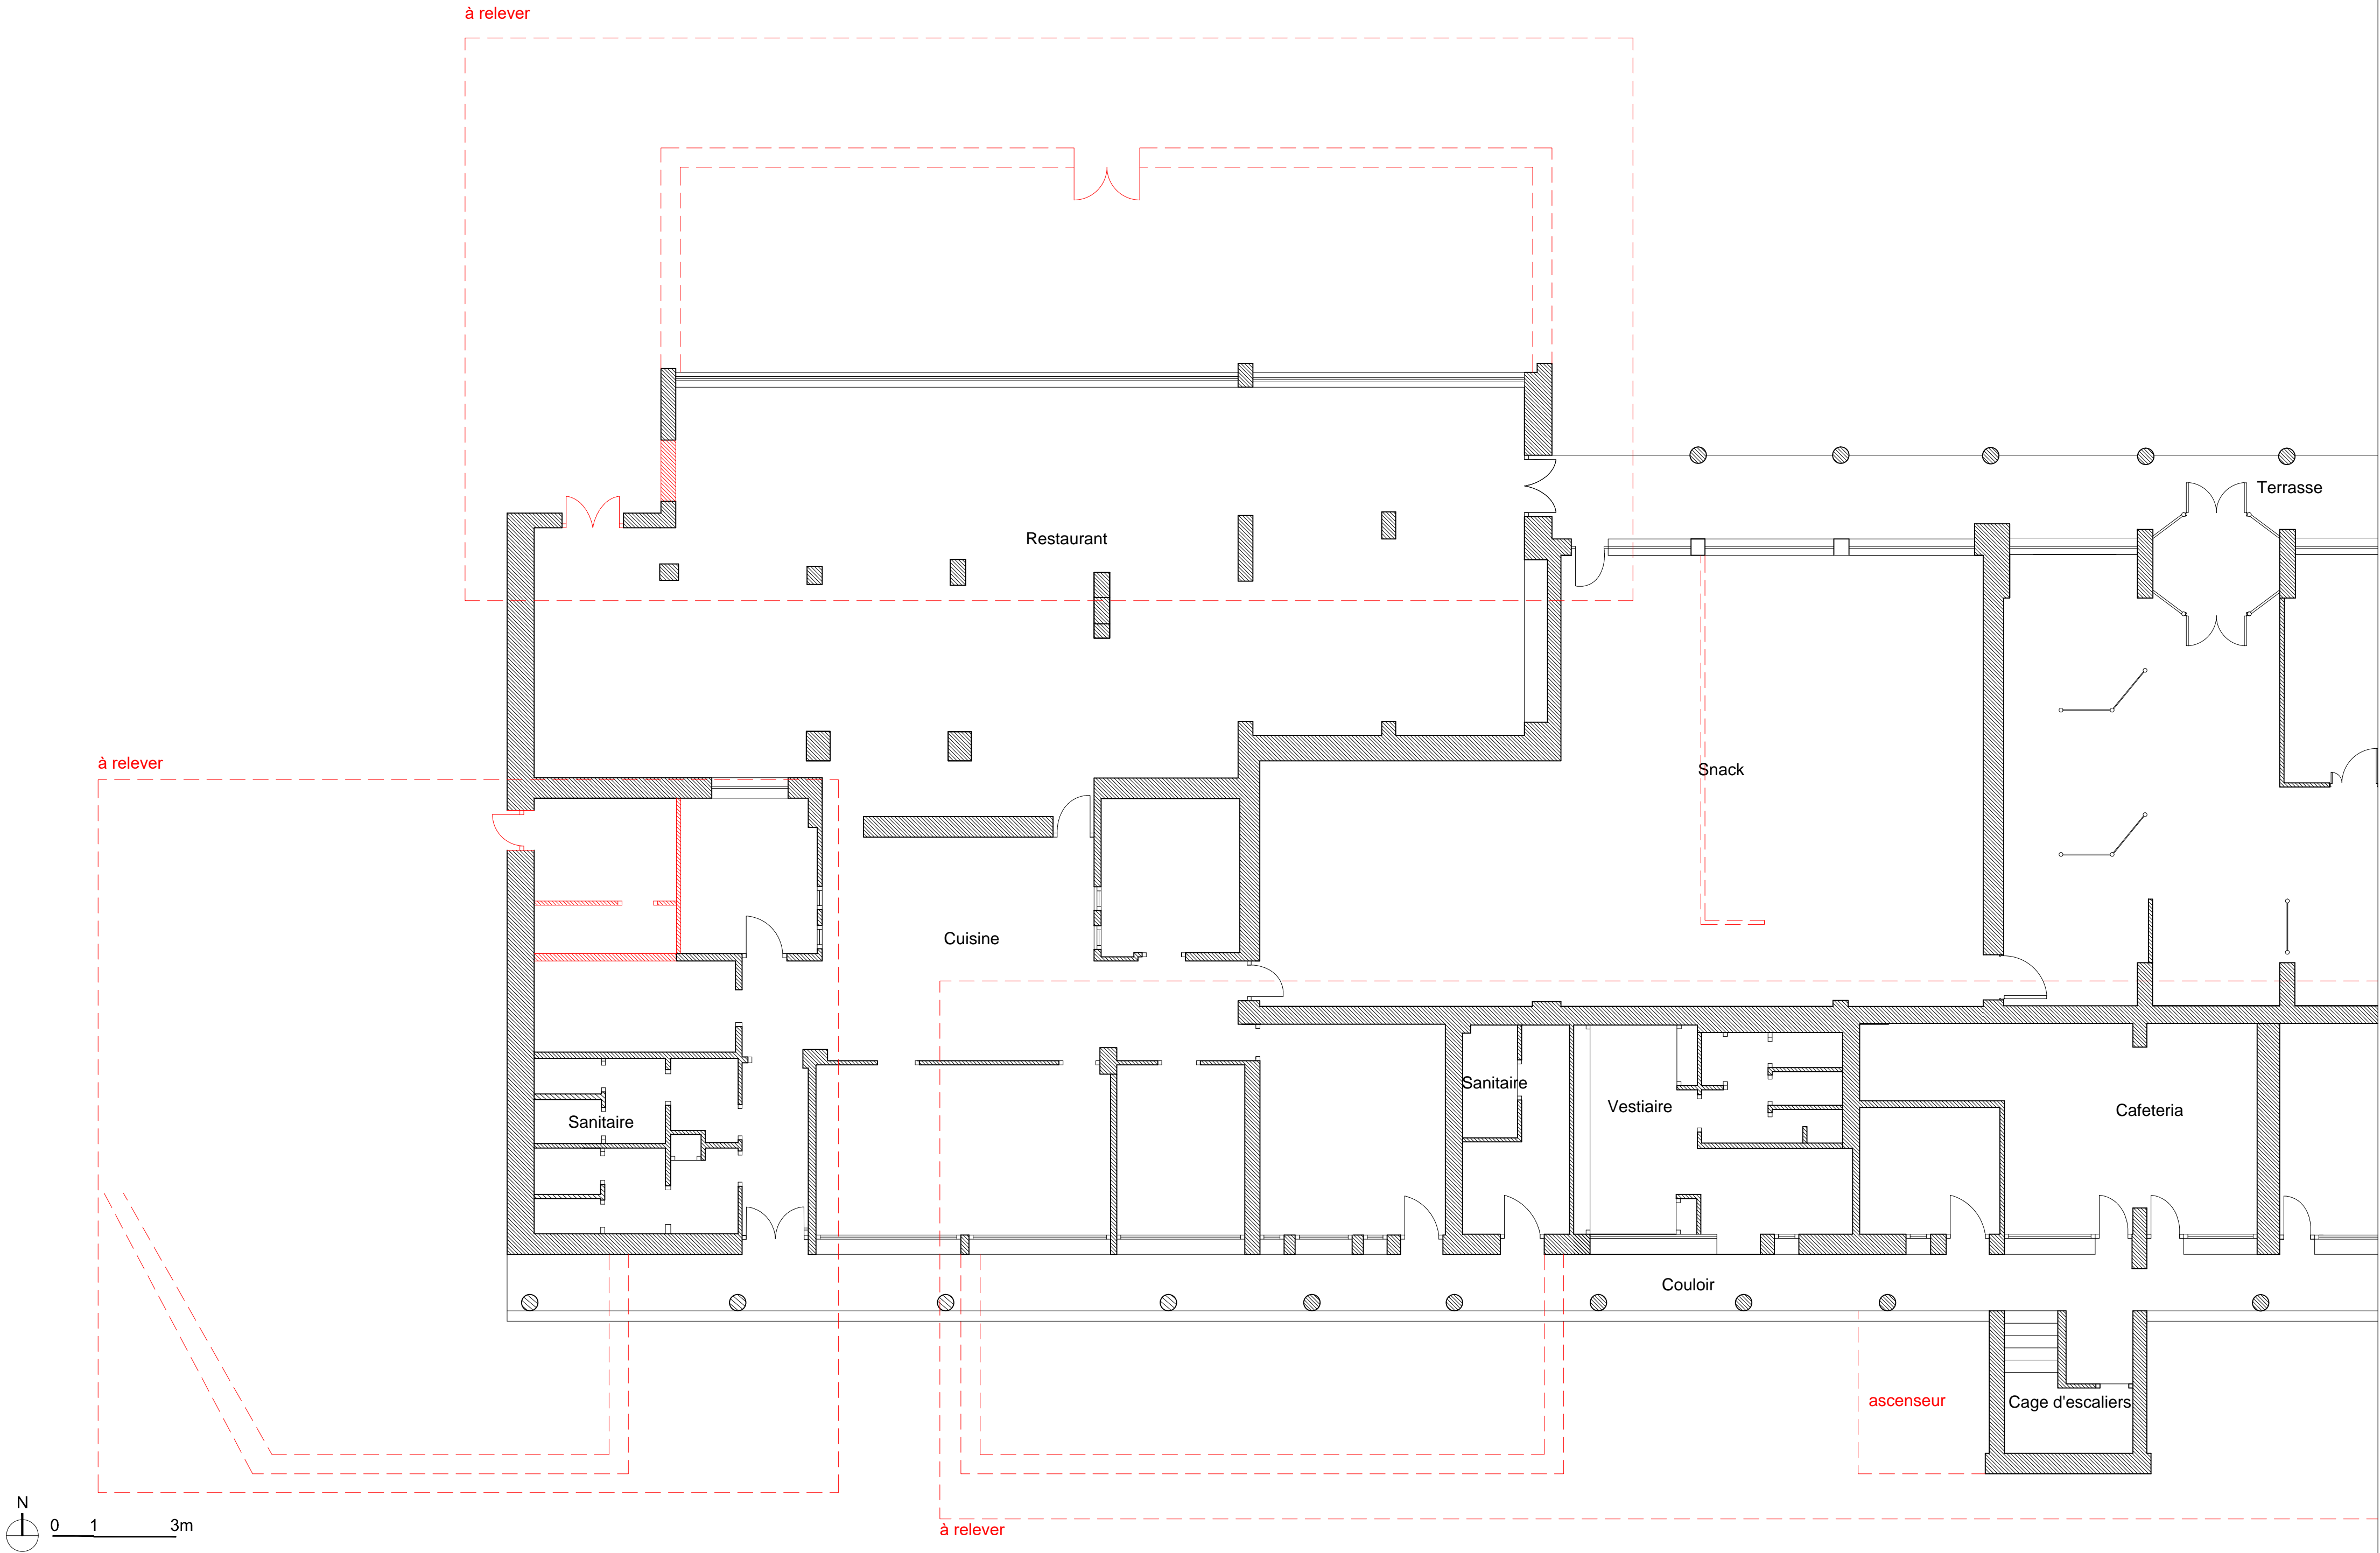 à relever
Terrasse
Restaurant
à relever
Snack
Cuisine
Sanitaire
Vestiaire
Cafeteria
Sanitaire
Couloir
ascenseur
Cage d'escaliers
N
0 1 3m
à relever